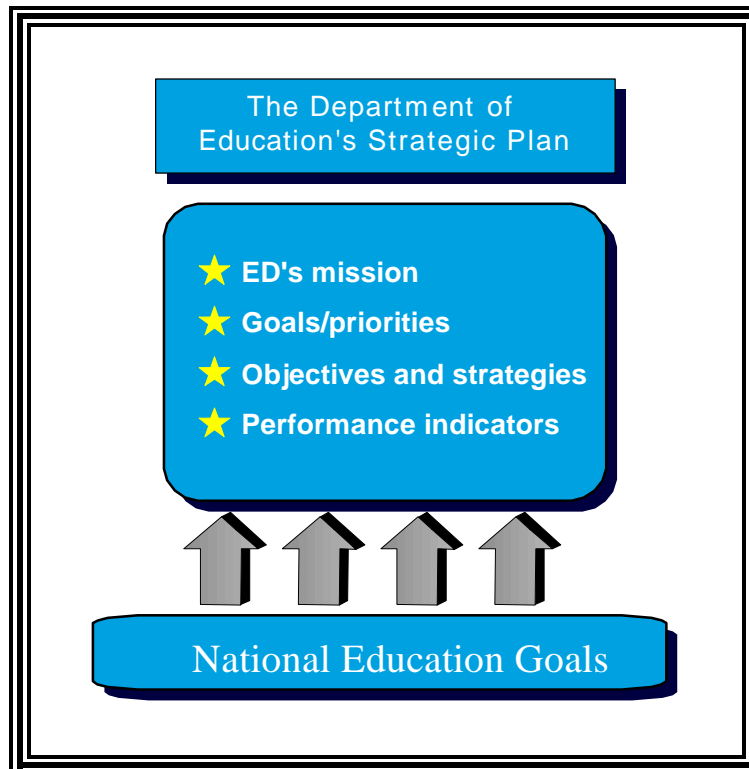 The Department of
Education's Strategic Plan
ED's mission
Goals/priorities
Objectives and strategies
Performance indicators
National Education Goals